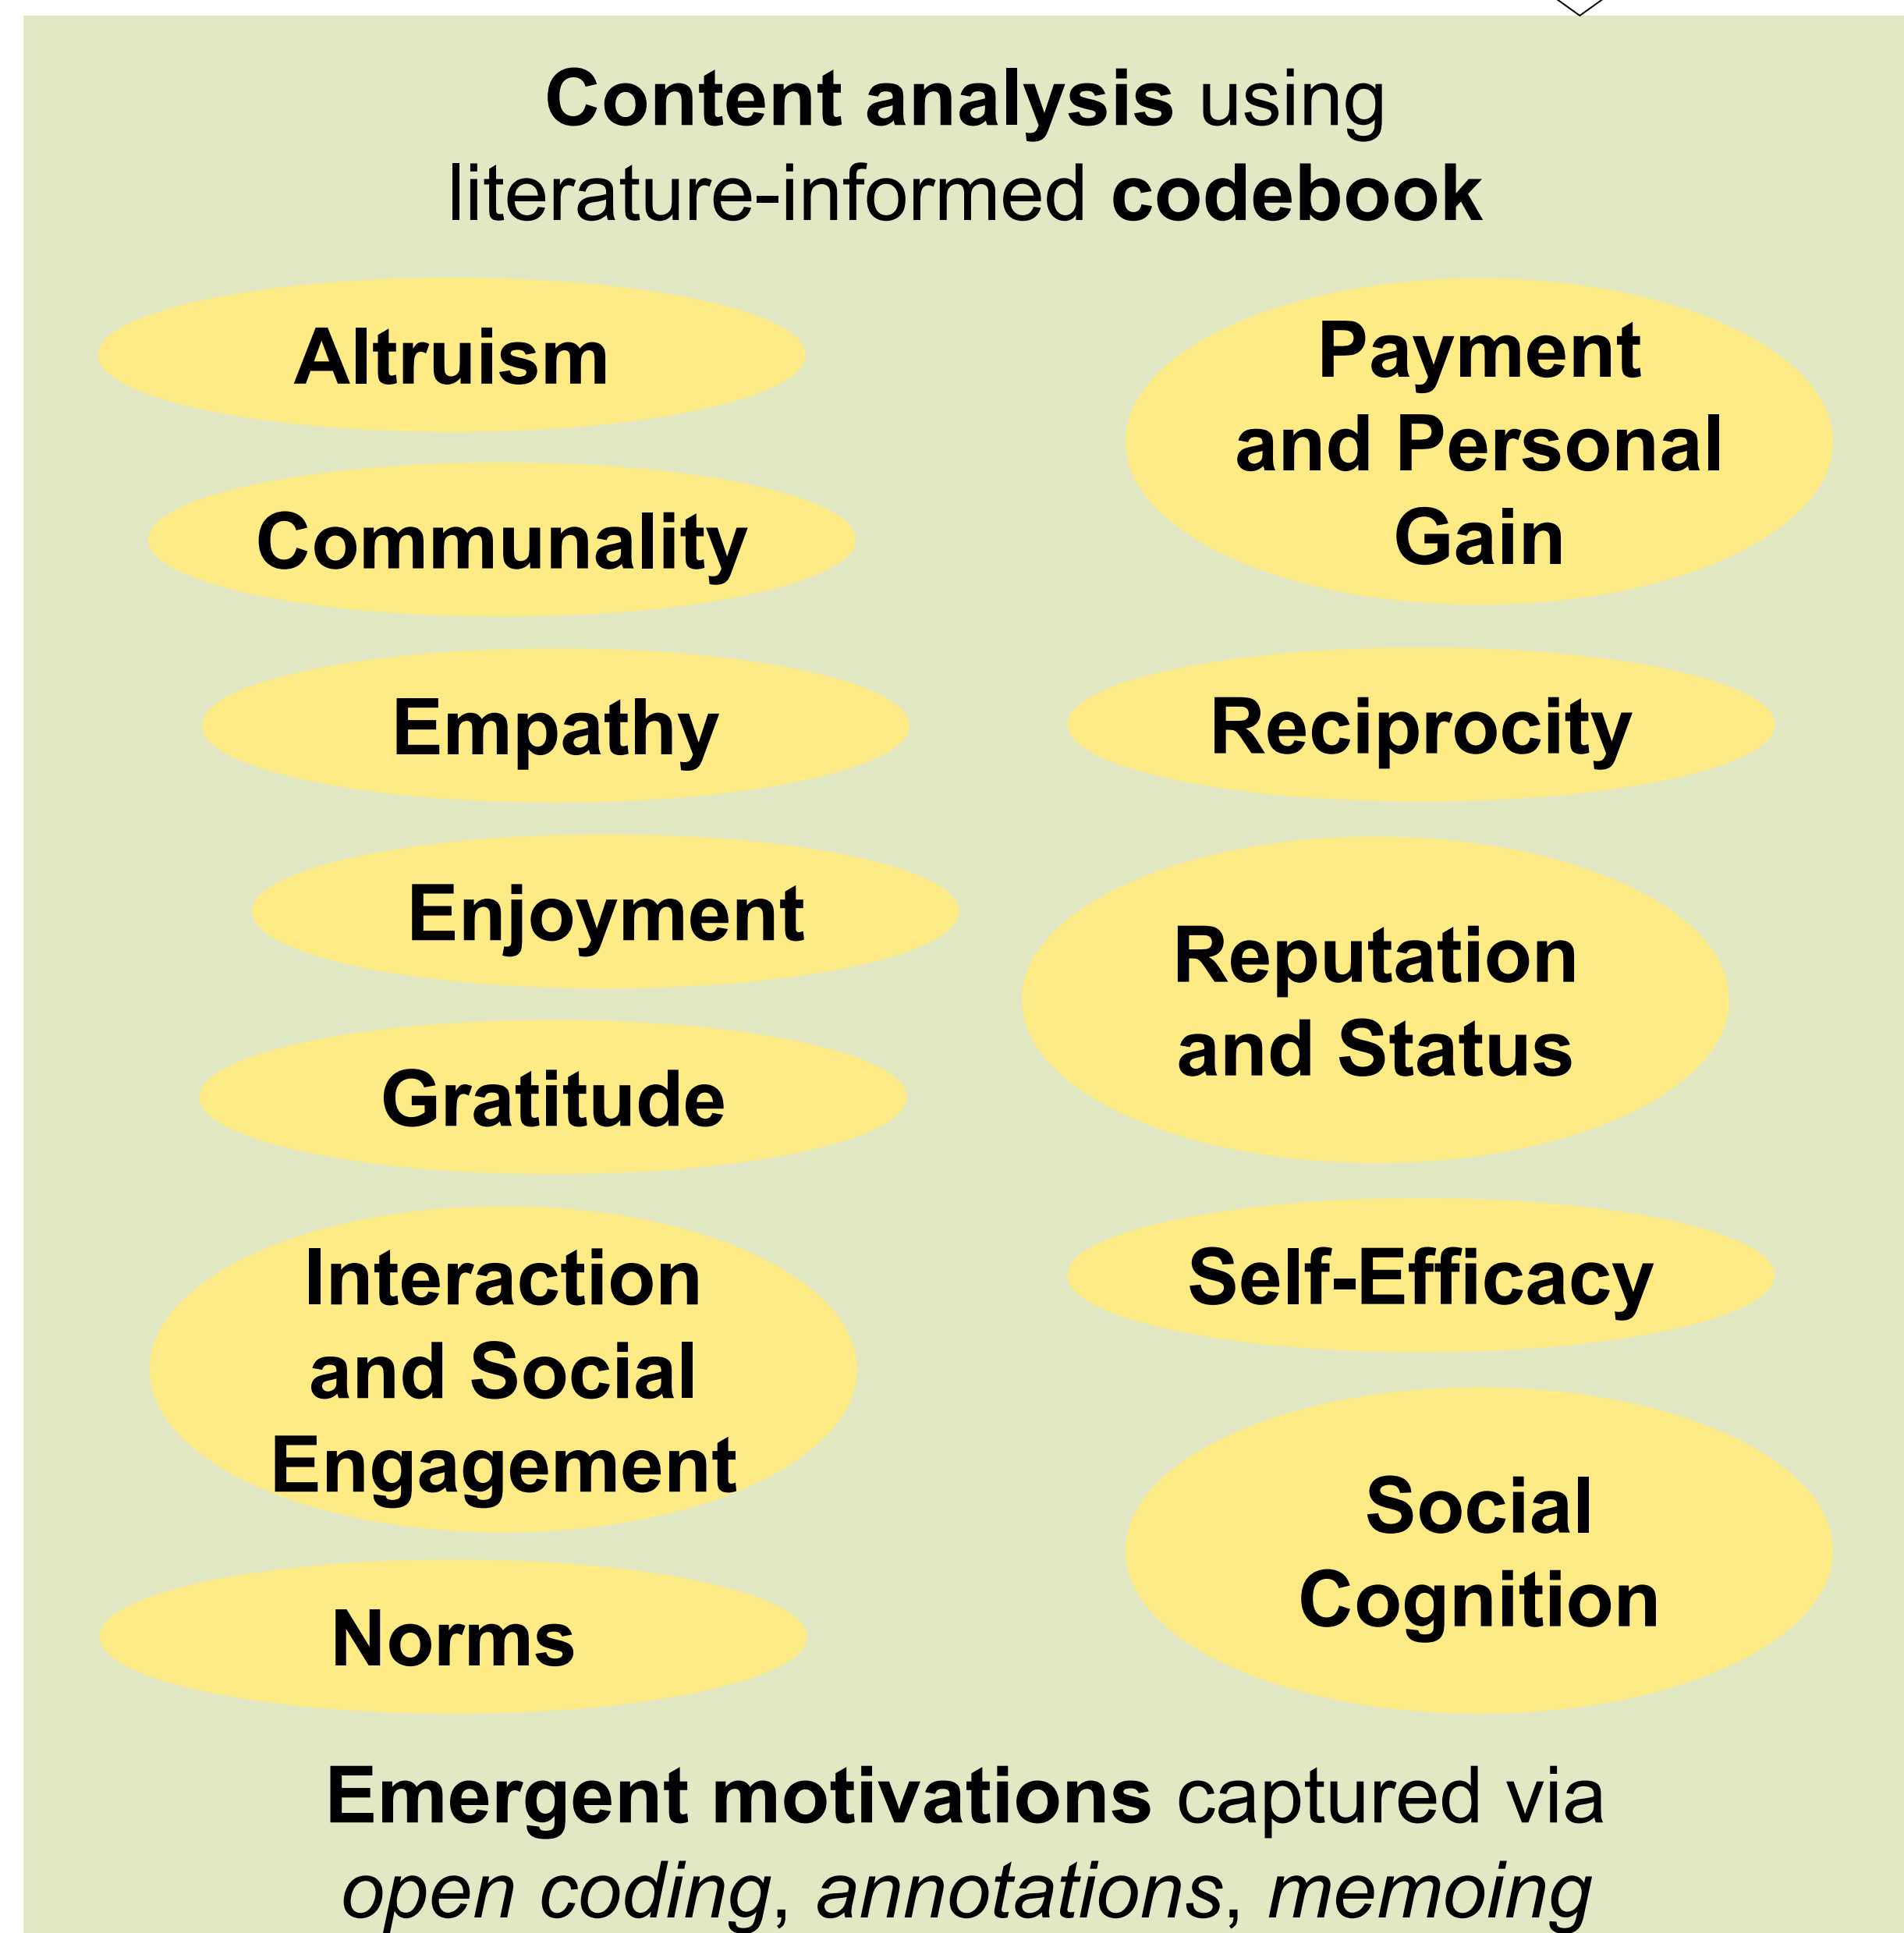 Content analysis using
literature-informed codebook
Altruism
Communality
Empathy
Enjoyment
Gratitude
Interaction
and Social
Engagement
Norms
Payment
and Personal
Gain
Reciprocity
Reputation
and Status
Self-Efficacy
Social
Cognition
Emergent motivations captured via
open coding, annotations, memoing